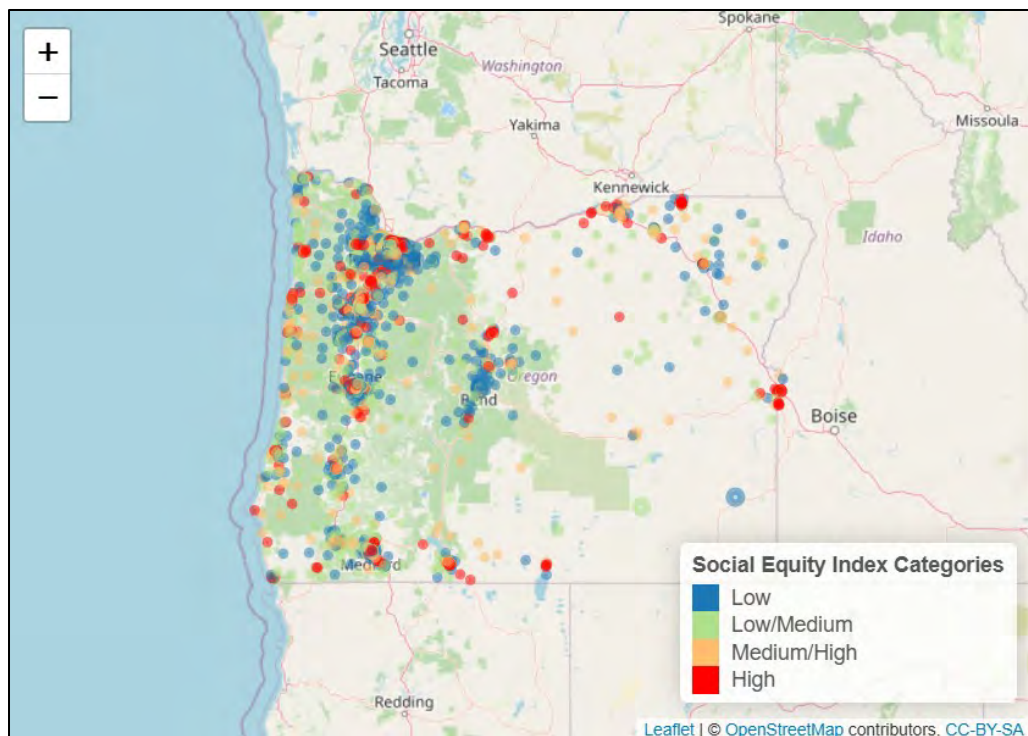 +
−
Spokane
Seattle
Washington
Tacoma
Missoula
Yakima
Kennewick
Idaho
Eugene
Oregon
Bend
Boise
Medford
Redding
Social Equity Index Categories
Low
Low/Medium
Medium/High
High
Leaflet | © OpenStreetMap contributors, CC-BY-SA